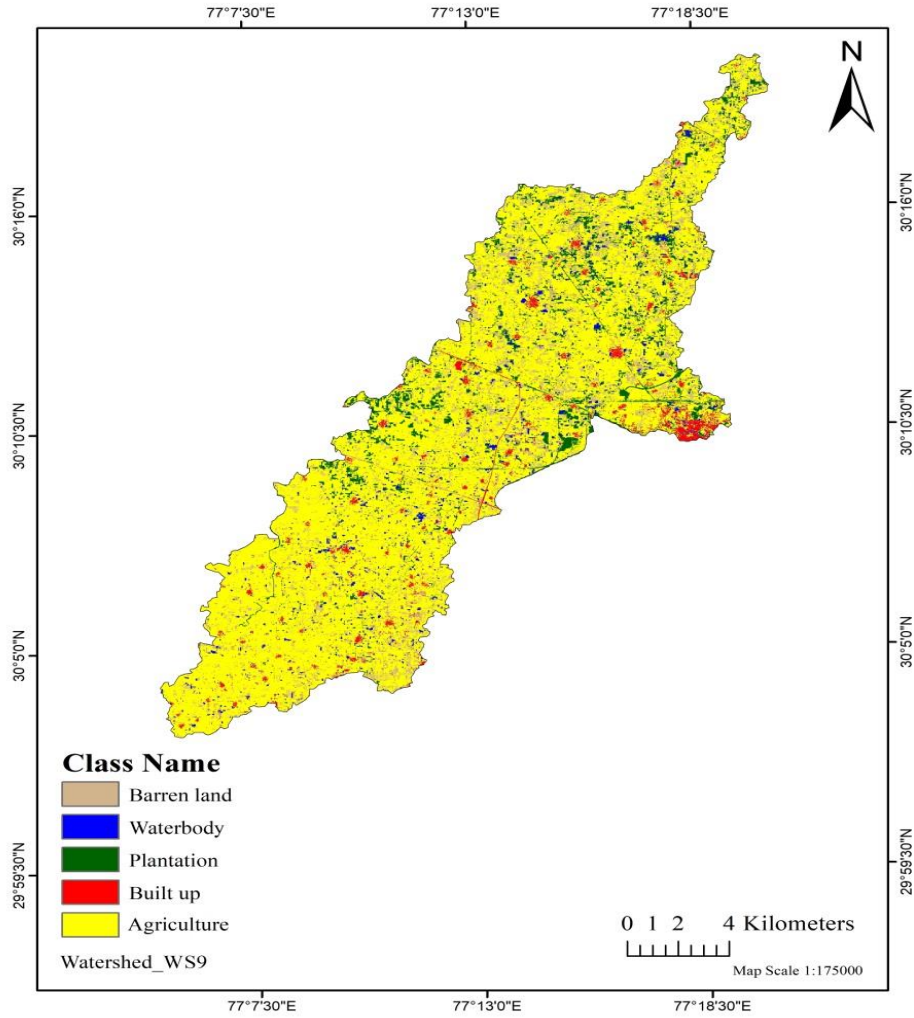 77°7'30"E 77°13'0"E 77°18'30"E
N
30°16'0"N 30°16'0"N
30°10'30"N 30°10'30"N
30°5'0"N 30°5'0"N
Class Name
Barren land
Waterbody
Plantation
Built up
Agriculture
29°59'30"N 29°59'30"N
0 1 2 4 Kilometers
Watershed_WS9
Map Scale 1:175000
77°7'30"E 77°13'0"E 77°18'30"E